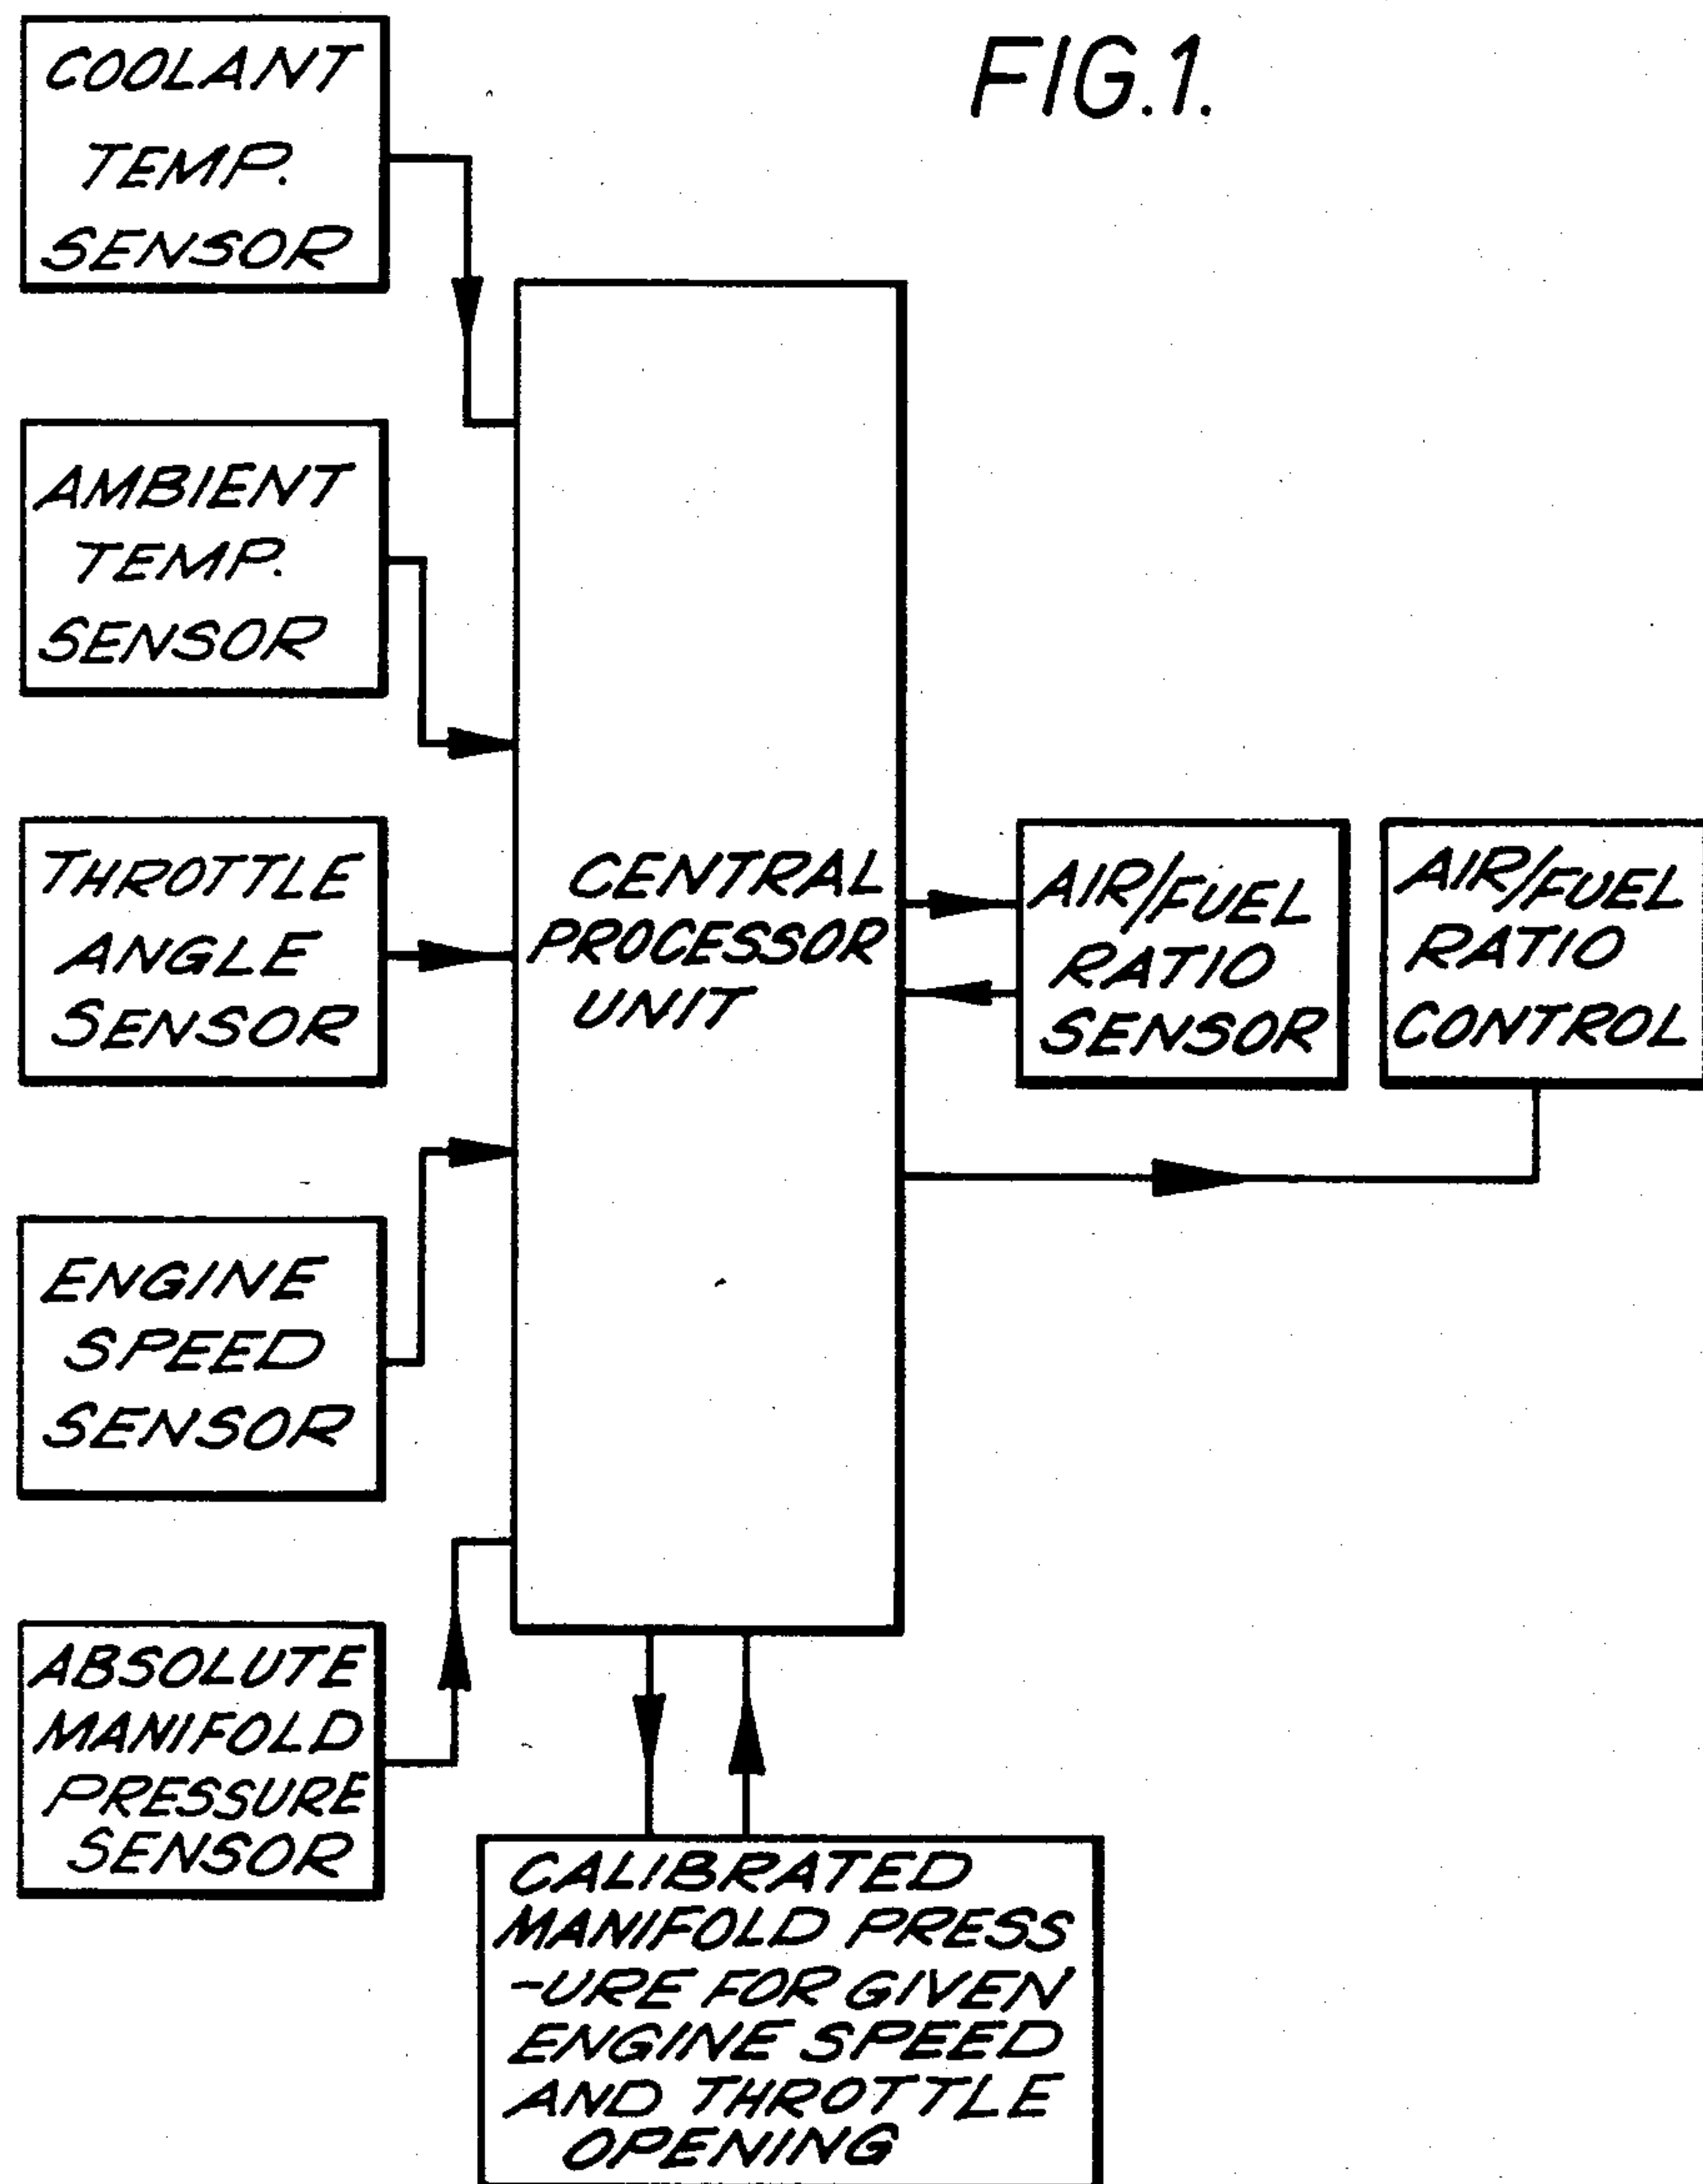 FIG.1.
COOLANT
TEMP.
SENSOR
AMBIENT
TEMP.
SENSOR
THROTTLE
ANGLE
SENSOR
ENGINE
SPEED
SENSOR
ABSOLUTE
MANIFOLD
PRESSURE
SENSOR
CENTRAL
PROCESSOR
UNIT
AIR/FUEL
RATIO
SENSOR
AIR/FUEL
RATIO
CONTROL
CALIBRATED
MANIFOLD PRESS
-URE FOR GIVEN
ENGINE SPEED
AND THROTTLE
OPENING